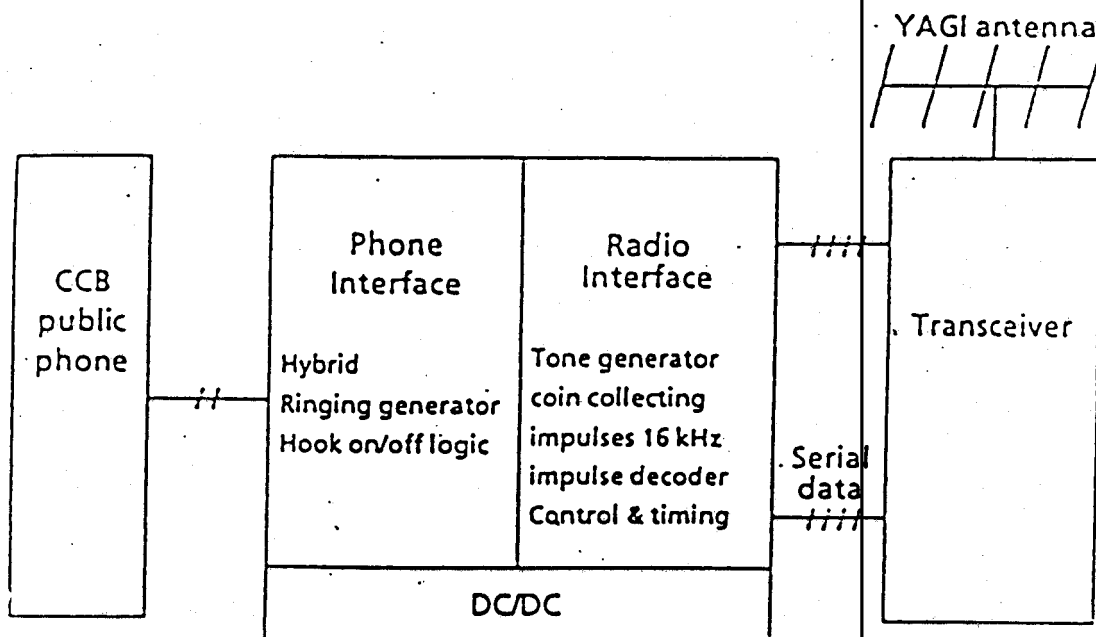 YAGI antenna
CCB
public
phone
Phone
Interface
Hybrid
Ringing generator
Hook on/off logic
Radio
Interface
Tone generator
coin collecting
impulses 16 kHz
impulse decoder
Control & timing
Serial
data
Transceiver
DC/DC